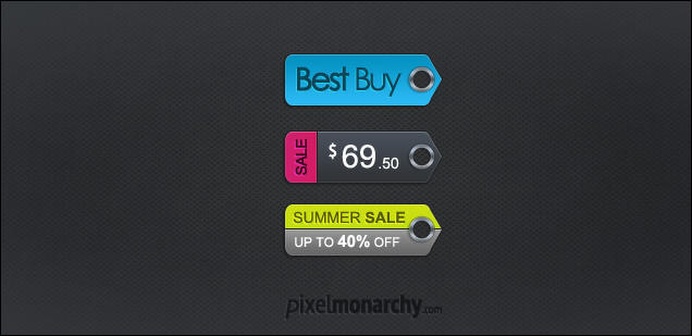 Best Buy
SALE
$69.50
SUMMER SALE
UP TO 40% OFF
pixelmonarchy.com